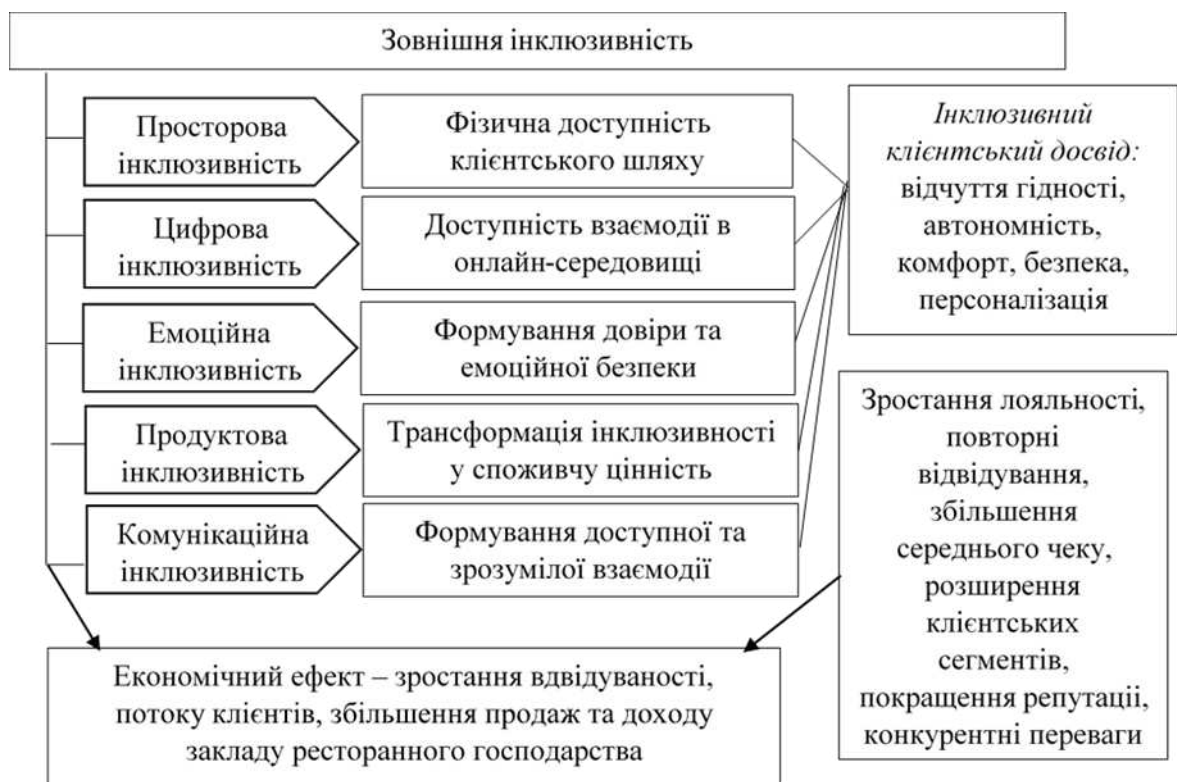 Зовнішня інклюзивність
Просторова
інклюзивність
Фізична доступність
клієнтського шляху
Цифрова
інклюзивність
Доступність взаємодії в
онлайн-середовищі
Емоційна
інклюзивність
Формування довіри та
емоційної безпеки
Продуктова
інклюзивність
Трансформація інклюзивності
у споживчу цінність
Комунікаційна
інклюзивність
Формування доступної та
зрозумілої взаємодії
Інклюзивний
клієнтський досвід:
відчуття гідності,
автономність,
комфорт, безпека,
персоналізація
Зростання лояльності,
повторні
відвідування,
збільшення
середнього чеку,
розширення
клієнтських
сегментів,
покращення репутації,
конкурентні переваги
Економічний ефект – зростання вдвідуваності,
потоку клієнтів, збільшення продаж та доходу
закладу ресторанного господарства